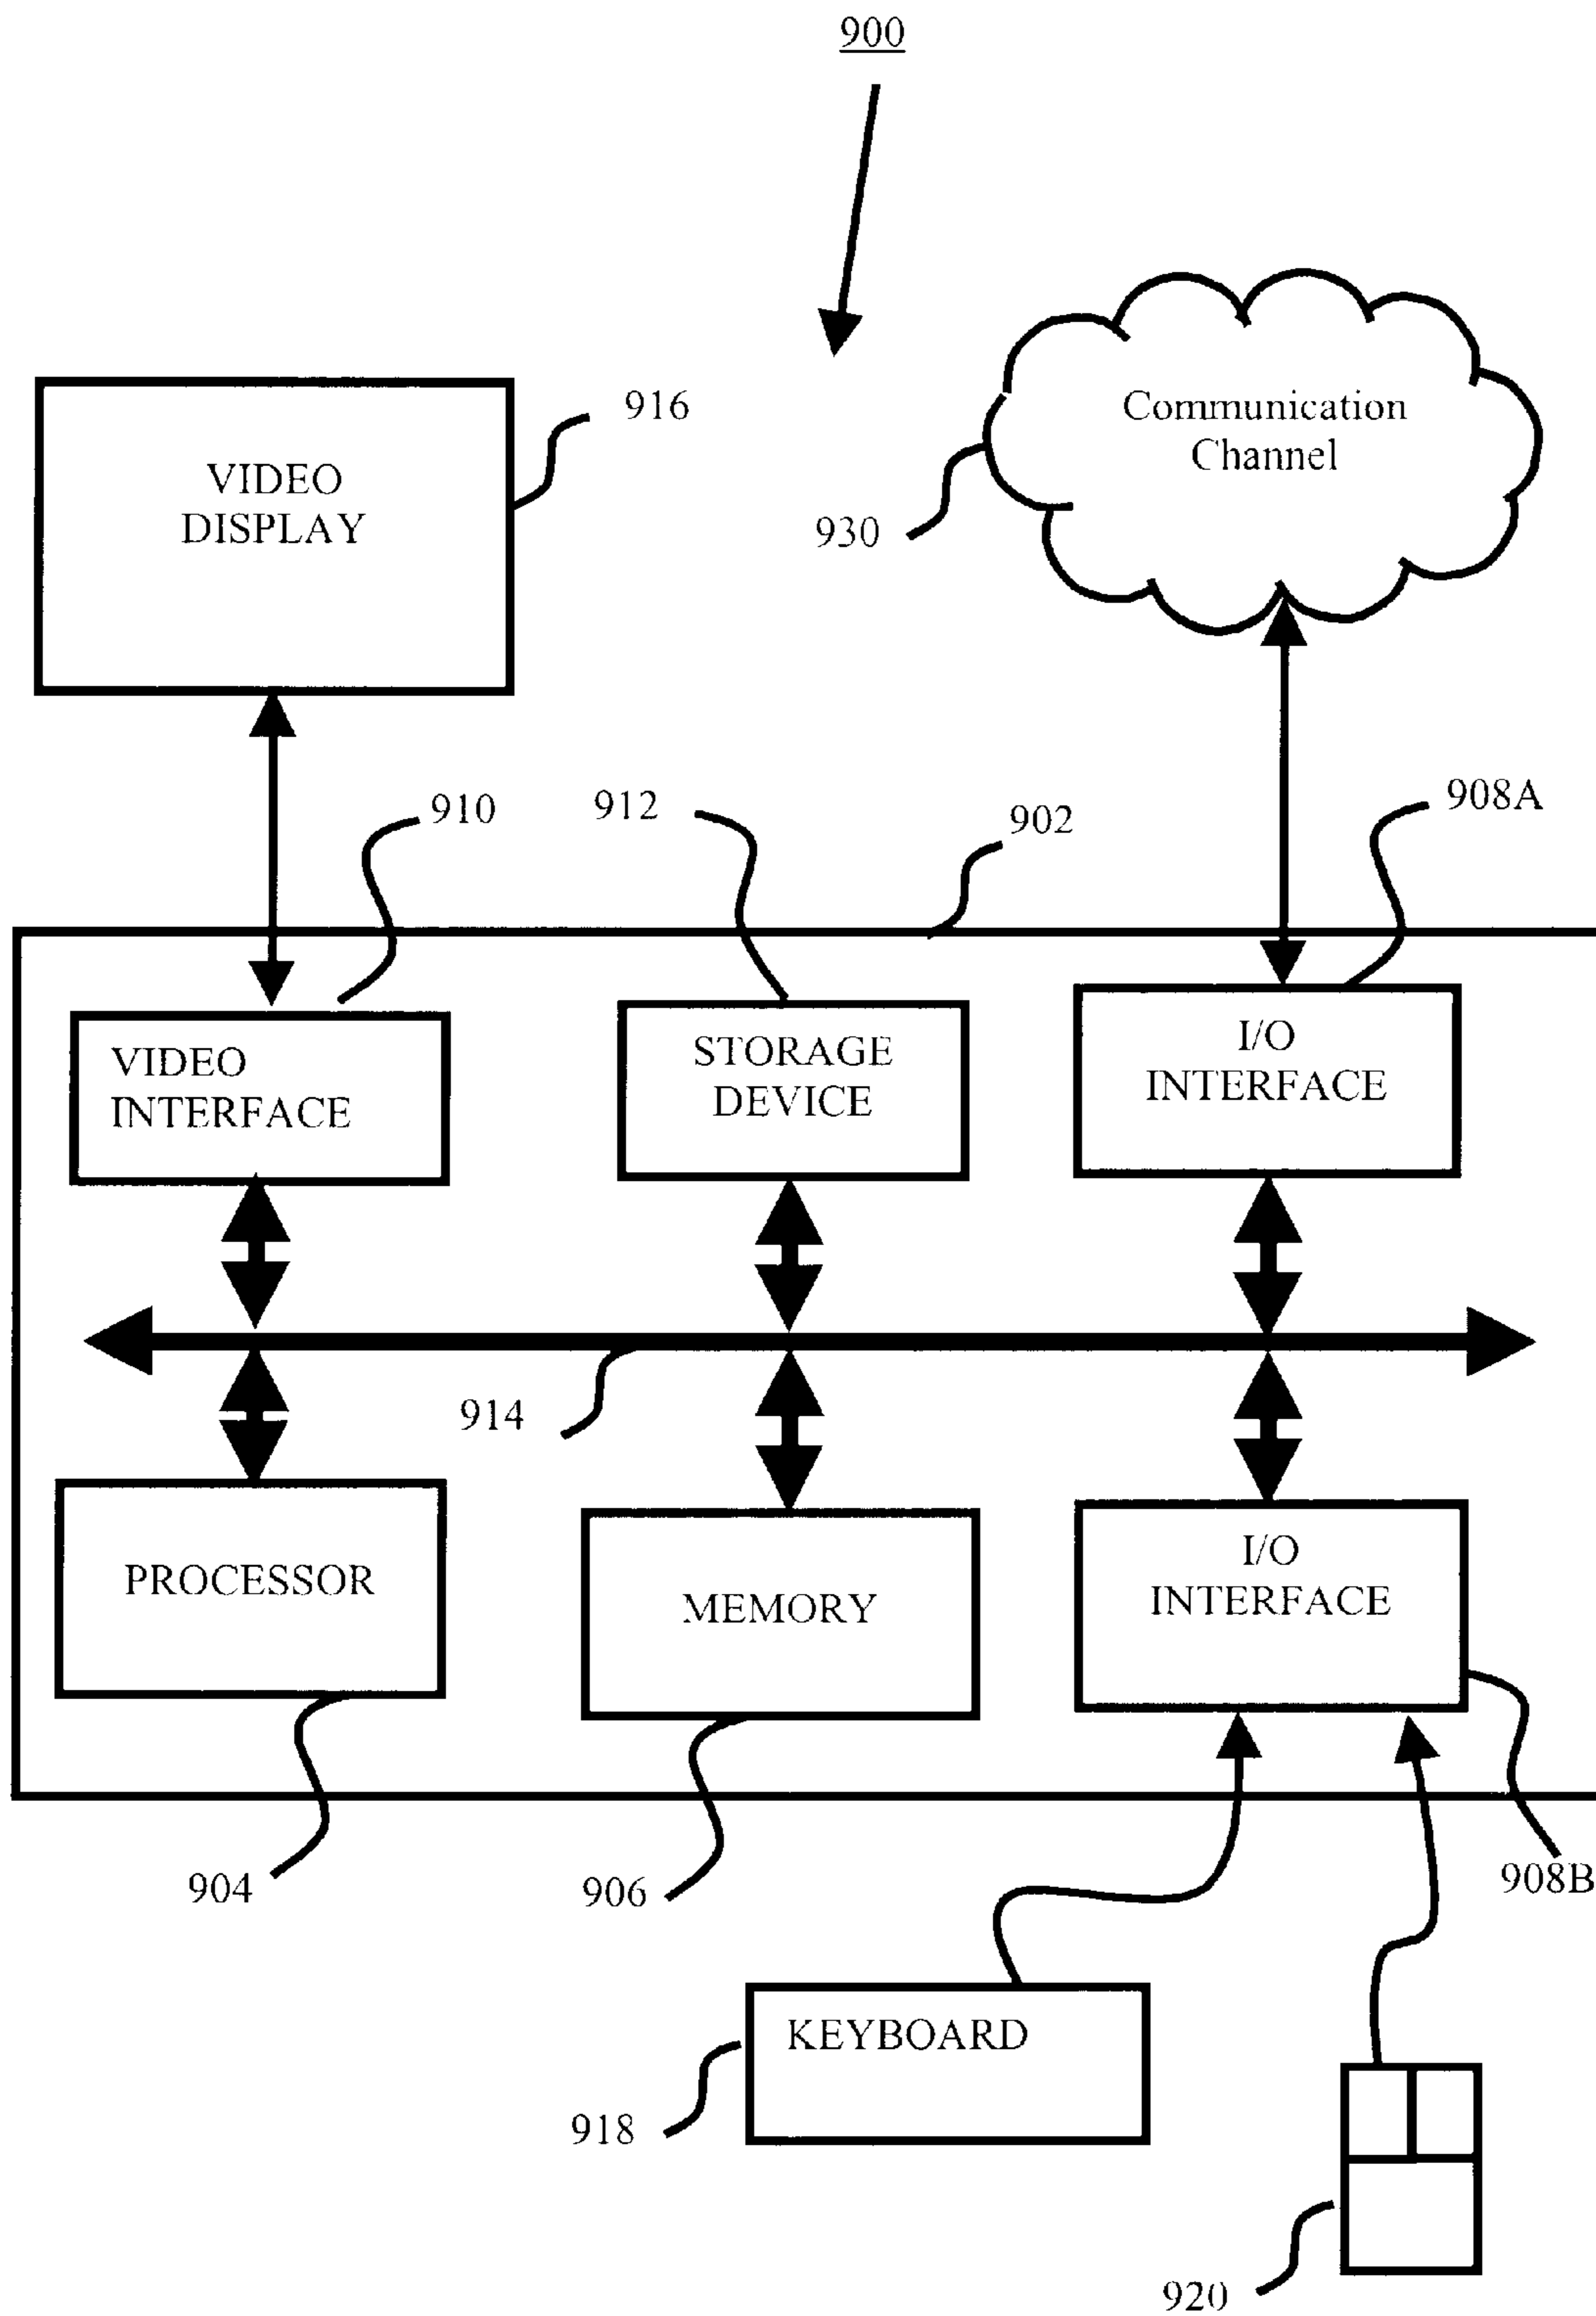 900
916
VIDEO
DISPLAY
Communication
Channel
930
910
912
902
908A
VIDEO
INTERFACE
STORAGE
DEVICE
I/O
INTERFACE
914
PROCESSOR
MEMORY
I/O
INTERFACE
904
906
908B
KEYBOARD
918
920